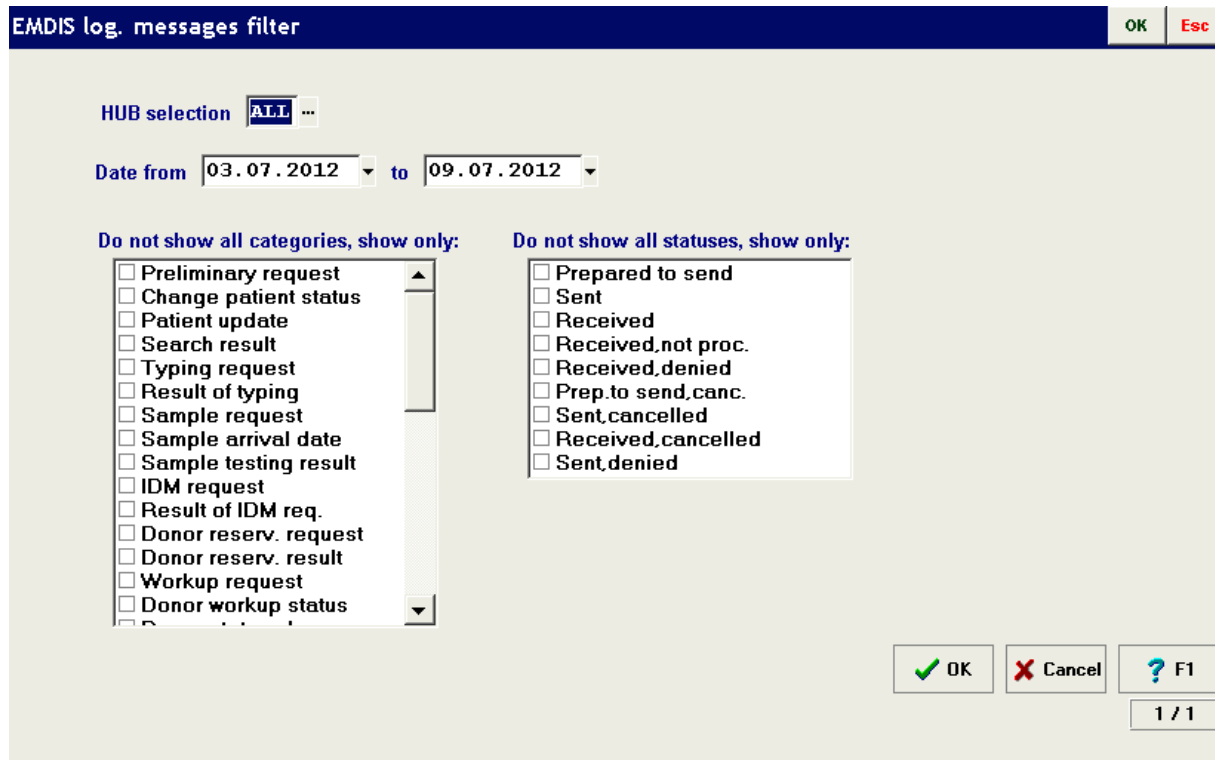 EMDIS log. messages filter
OK Esc
HUB selection ALL ...
Date from 03.07.2012 to 09.07.2012
Do not show all categories, show only:
Preliminary request
Change patient status
Patient update
Search result
Typing request
Result of typing
Sample request
Sample arrival date
Sample testing result
IDM request
Result of IDM req.
Donor reserv. request
Donor reserv. result
Workup request
Donor workup status
Do not show all statuses, show only:
Prepared to send
Sent
Received
Received,not proc.
Received,denied
Prep.to send,canc.
Sent,cancelled
Received,cancelled
Sent,denied
OK Cancel ? F1
1 / 1